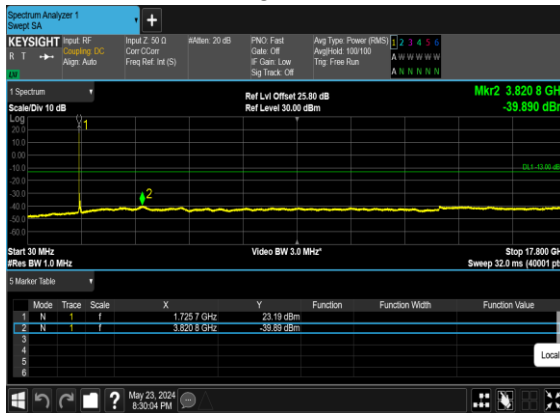 Spectrum Analyzer 1
Swept SA
+
KEYSIGHT Input: RF Input Z: 50 Ω #Atten: 20 dB PNO: Fast Avg Type: Power (RMS) 1 2 3 4 5 6
R T Coupling: DC Corr CCorr Gate: Off Avg|Hold: 100/100 A W W W W W
Align: Auto Freq Ref: Int (S) IF Gain: Low Trig: Free Run
LXI Sig Track: Off A N N N N N
1 Spectrum Ref Lvl Offset 25.80 dB Mkr2 3.820 8 GH
Scale/Div 10 dB Ref Level 30.00 dBm -39.890 dBr
Log
20.0
1
10.0
0.00
-10.0
DL1 -13.00 dB
-20.0
-30.0
2
-40.0
-50.0
-60.0
Start 30 MHz Video BW 3.0 MHz* Stop 17.800 GH
#Res BW 1.0 MHz Sweep 32.0 ms (40001 pt
5 Marker Table
Mode Trace Scale X Y Function Function Width Function Value
1 N 1 f 1.725 7 GHz 23.19 dBm
2 N 1 f 3.820 8 GHz -39.89 dBm
3
4
5
6
Local
? May 23, 2024
8:30:04 PM